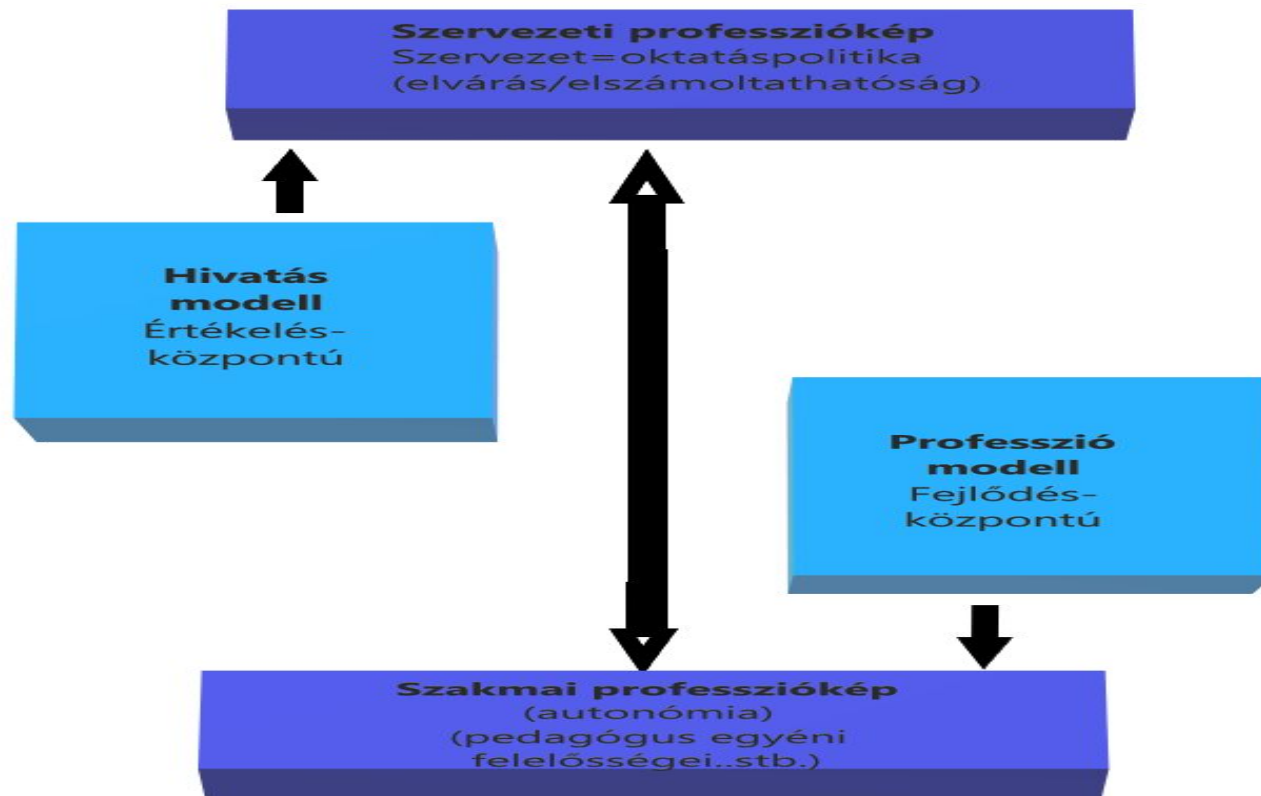 Szervezeti professziókép
Szervezet=oktatáspolitika
(elvárás/elszámoltathatóság)
Hivatás
modell
Értékelés-
központú
Professzió
modell
Fejlődés-
központú
Szakmai professziókép
(autonómia)
(pedagógus egyéni
felelősségei..stb.)